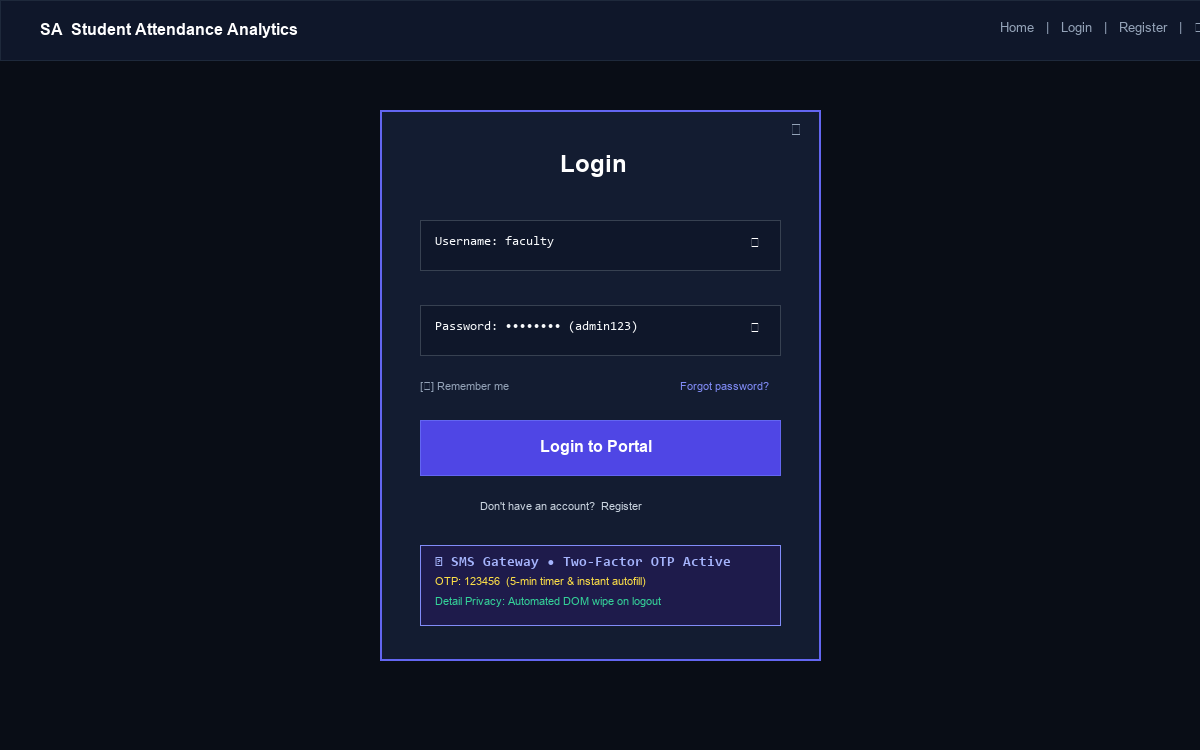 SA  Student Attendance Analytics
Home | Login | Register |
Login
Username: faculty
Password: •••••••• (admin123)
[] Remember me
Forgot password?
Login to Portal
Don't have an account?  Register
SMS Gateway • Two-Factor OTP Active
OTP: 123456  (5-min timer & instant autofill)
Detail Privacy: Automated DOM wipe on logout